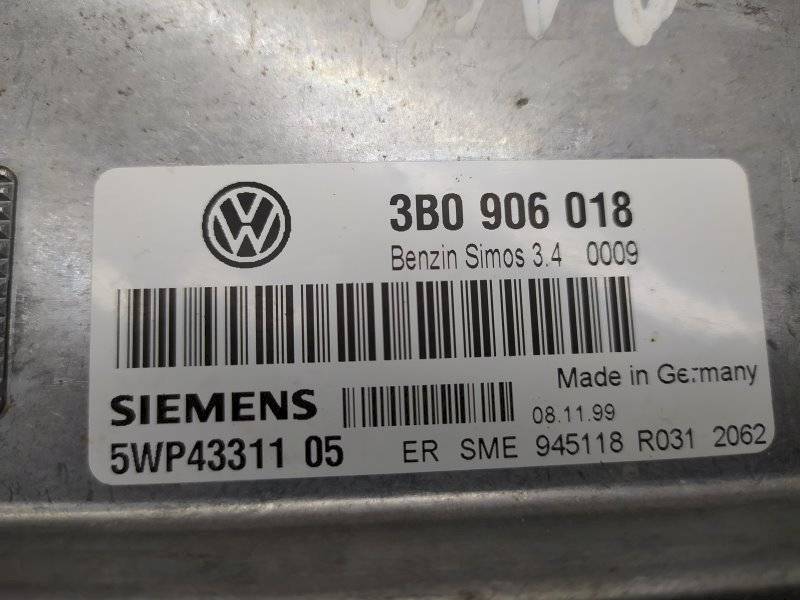 3B0 906 018
Benzin Simos 3.4 0009
Made in Germany
SIEMENS
08.11.99
5WP43311 05 ER SME 945118 R031 2062